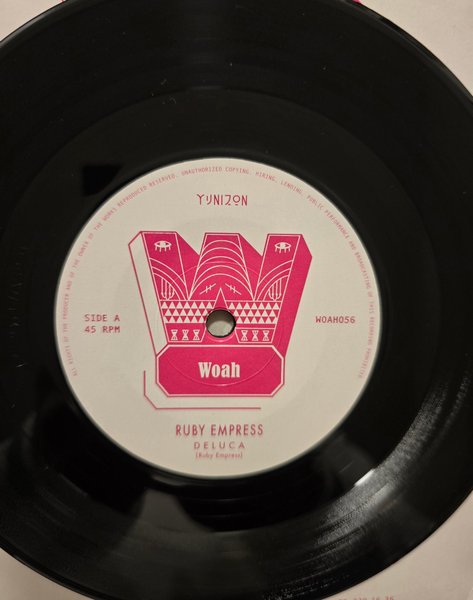 ALL RIGHTS OF THE PRODUCER AND OF THE OWNER OF THE WORKS REPRODUCED RESERVED. UNAUTHORIZED COPYING, HIRING, LENDING, PUBLIC PERFORMANCE AND BROADCASTING OF THIS RECORDING PROHIBITED.
YUNIZON
SIDE A
45 RPM
WOAH056
Woah
RUBY EMPRESS
DELUCA
(Ruby Empress)